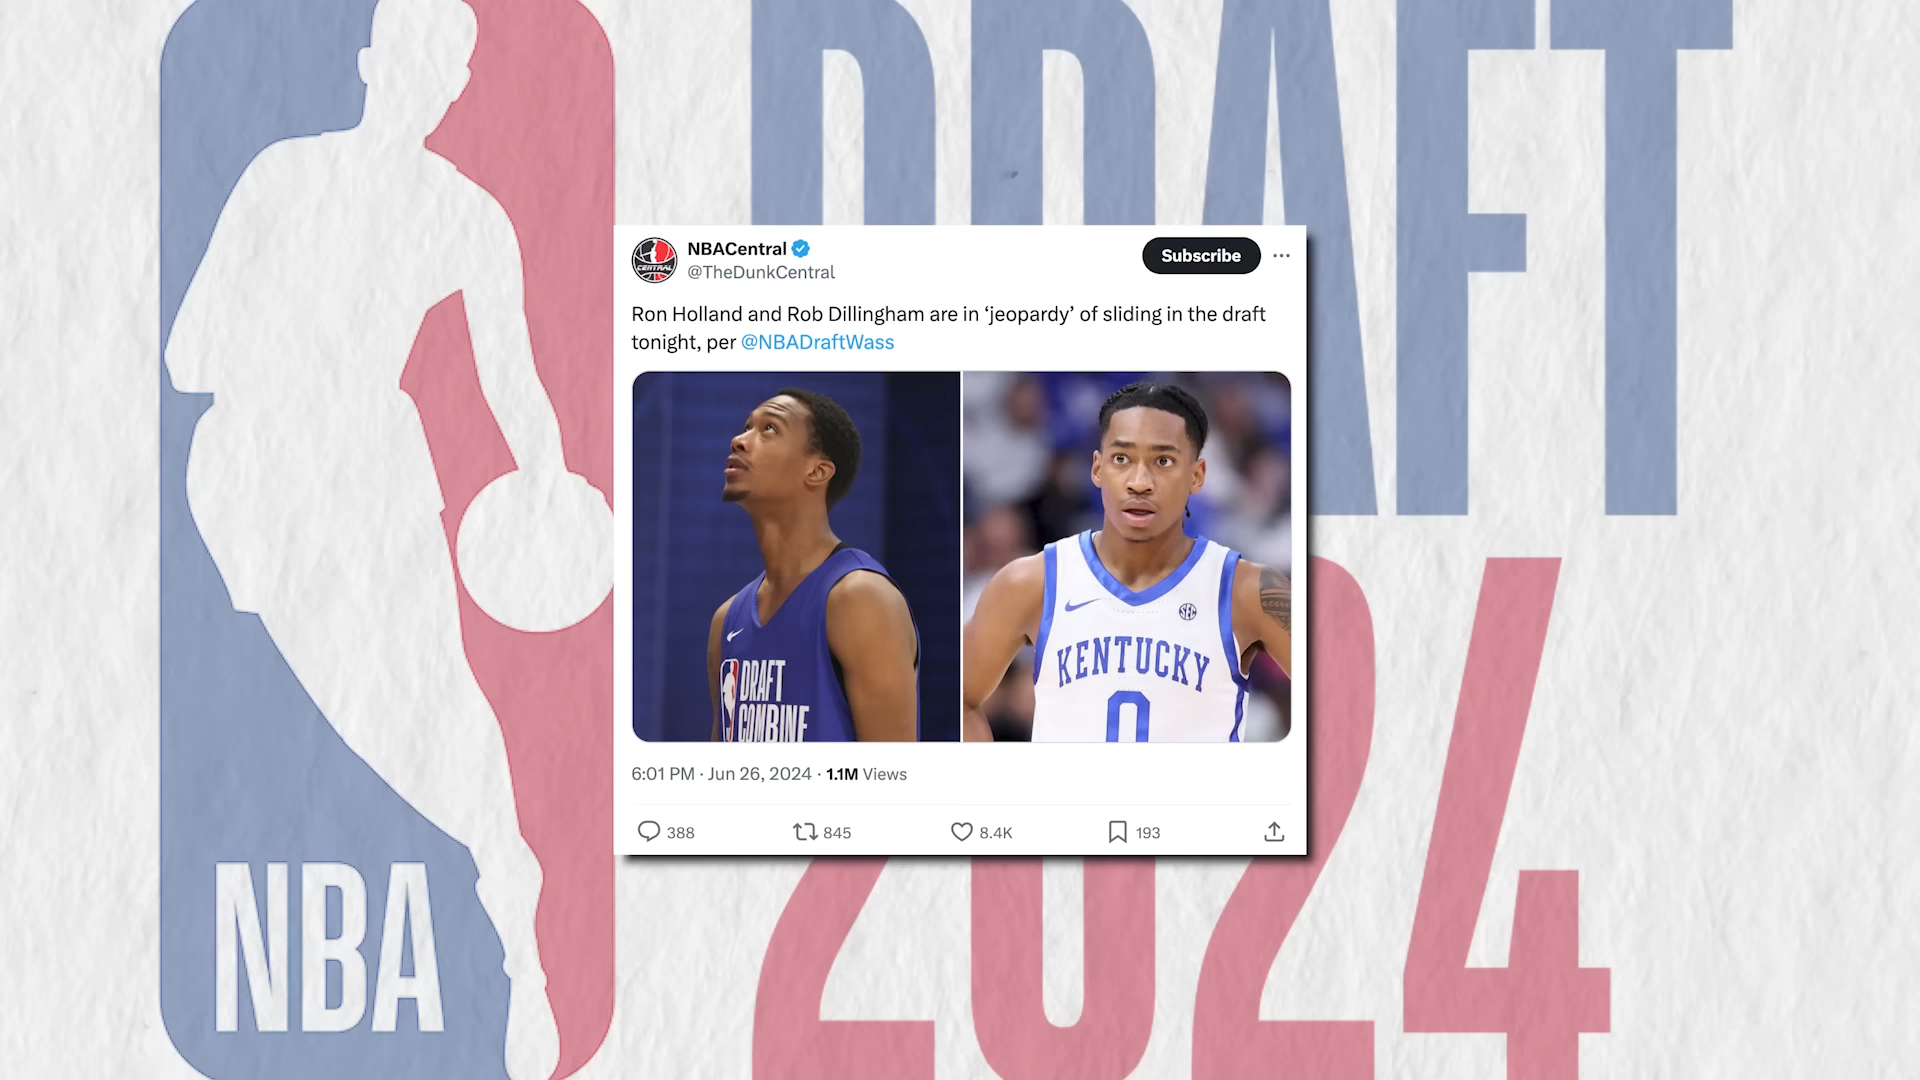 DRAFT
2024
NBA
NBACentral
@TheDunkCentral
Subscribe
Ron Holland and Rob Dillingham are in ‘jeopardy’ of sliding in the draft
tonight, per @NBADraftWass
CENTRAL
DRAFT
COMBINE
SEC
KENTUCKY
0
6:01 PM · Jun 26, 2024 · 1.1M Views
388
845
8.4K
193